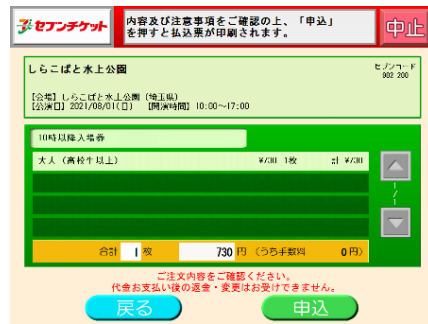 セブンチケット
内容及び注意事項をご確認の上、「申込」
を押すと払込票が印刷されます。
中止
しらこばと水上公園
セブンコード
002 200
【会場】しらこばと水上公園(埼玉県)
【公演日】2021/08/01(日) 【開演時間】10:00~17:00
10時以降入場券
大人(高校生以上) ¥730 1枚 計 ¥730
1
/
1
合計 1 枚 730 円 (うち手数料 0 円)
ご注文内容をご確認ください。
代金お支払い後の返金・変更はお受けできません。
戻る
申込